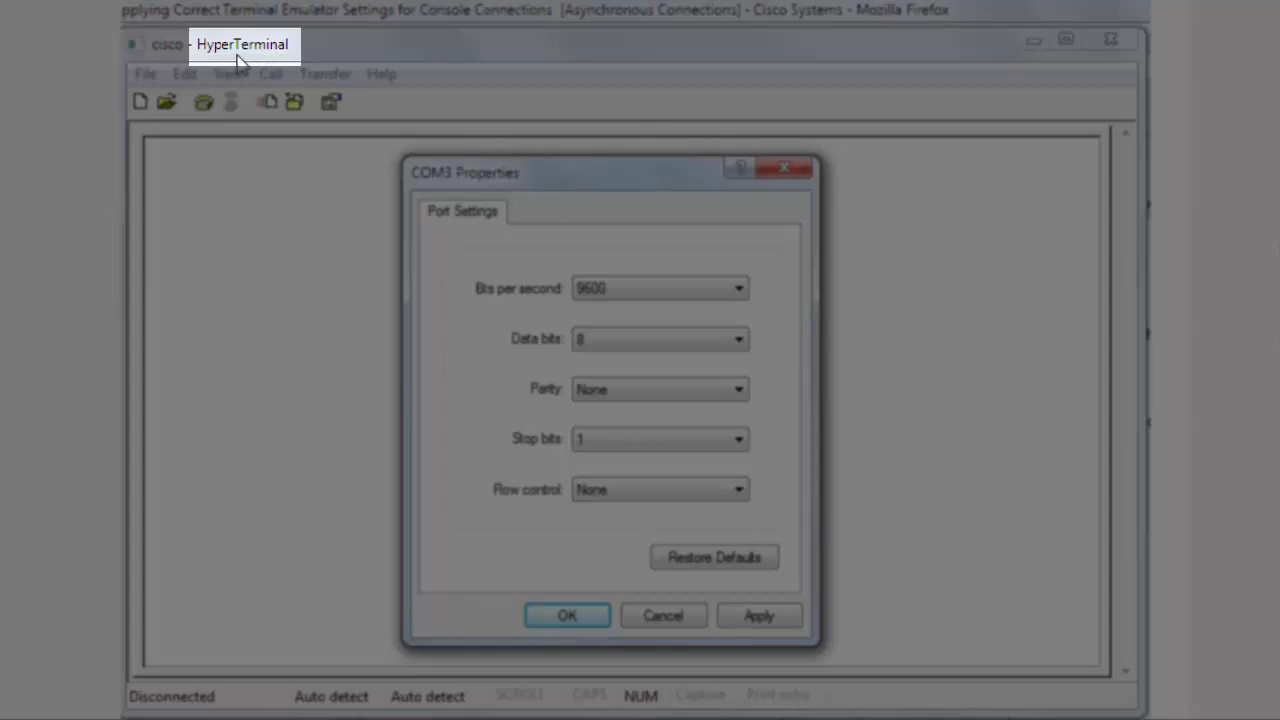 pplying Correct Terminal Emulator Settings for Console Connections [Asynchronous Connections] - Cisco Systems - Mozilla Firefox
cisco - HyperTerminal
File Edit View Call Transfer Help
COM3 Properties
Port Settings
Bits per second: 9600
Data bits: 8
Parity: None
Stop bits: 1
Flow control: None
Restore Defaults
OK Cancel Apply
Disconnected Auto detect Auto detect SCROLL CAPS NUM Capture Print echo